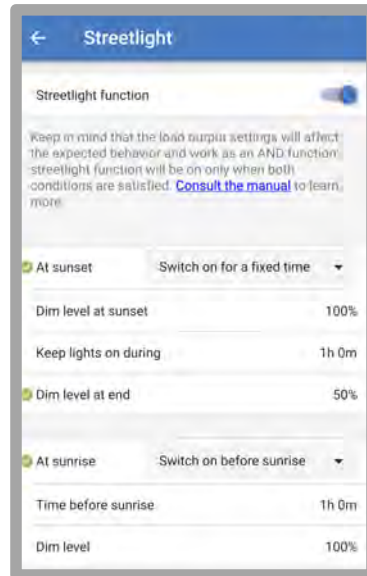 Streetlight
Streetlight function
Keep in mind that the load output settings will affect
the expected behavior and work as an AND function:
streetlight function will be on only when both
conditions are satisfied. Consult the manual to learn
more.
At sunset Switch on for a fixed time
Dim level at sunset 100%
Keep lights on during 1h 0m
Dim level at end 50%
At sunrise Switch on before sunrise
Time before sunrise 1h 0m
Dim level 100%